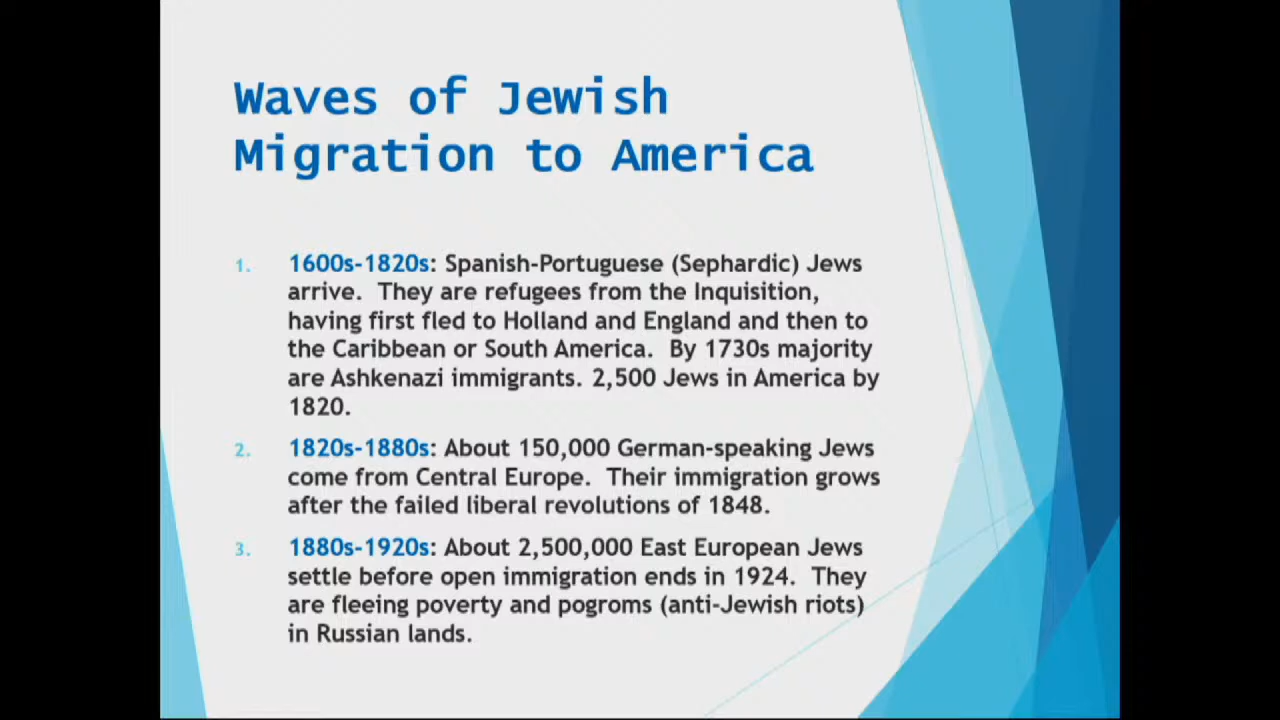 Waves of Jewish
Migration to America
1. 1600s-1820s: Spanish-Portuguese (Sephardic) Jews
arrive.  They are refugees from the Inquisition,
having first fled to Holland and England and then to
the Caribbean or South America.  By 1730s majority
are Ashkenazi immigrants. 2,500 Jews in America by
1820.
2. 1820s-1880s: About 150,000 German-speaking Jews
come from Central Europe.  Their immigration grows
after the failed liberal revolutions of 1848.
3. 1880s-1920s: About 2,500,000 East European Jews
settle before open immigration ends in 1924.  They
are fleeing poverty and pogroms (anti-Jewish riots)
in Russian lands.